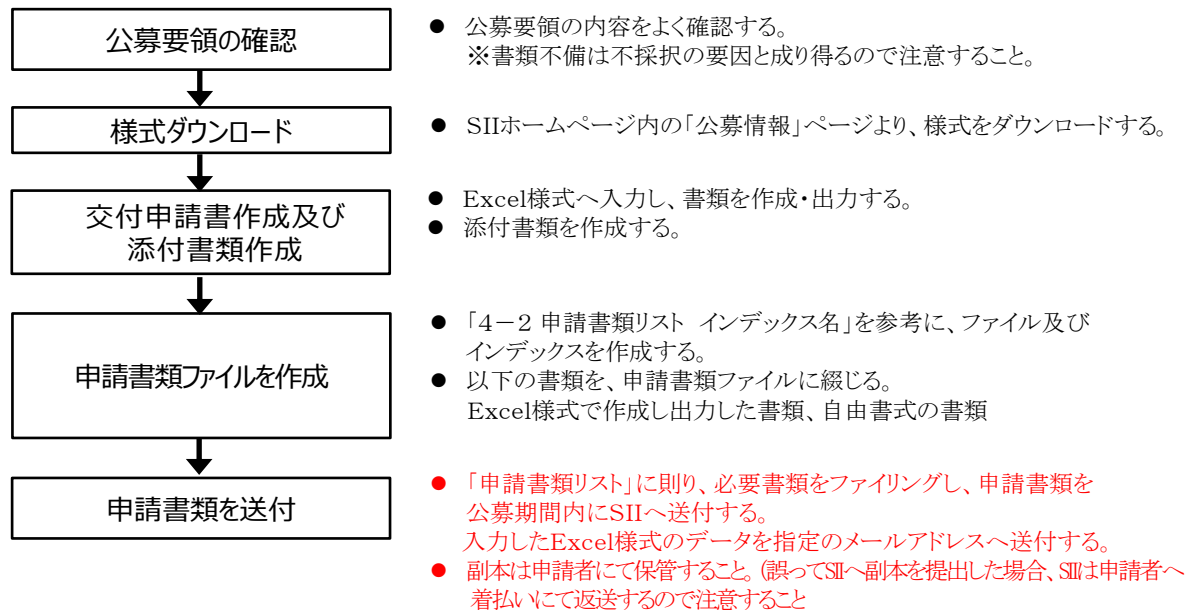 公募要領の確認
● 公募要領の内容をよく確認する。
※書類不備は不採択の要因と成り得るので注意すること。
様式ダウンロード
● SIIホームページ内の「公募情報」ページより、様式をダウンロードする。
交付申請書作成及び
添付書類作成
● Excel様式へ入力し、書類を作成・出力する。
● 添付書類を作成する。
申請書類ファイルを作成
● 「4－2 申請書類リスト　インデックス名」を参考に、ファイル及び
インデックスを作成する。
● 以下の書類を、申請書類ファイルに綴じる。
Excel様式で作成し出力した書類、自由書式の書類
申請書類を送付
● 「申請書類リスト」に則り、必要書類をファイリングし、申請書類を
公募期間内にSIIへ送付する。
入力したExcel様式のデータを指定のメールアドレスへ送付する。
● 副本は申請者にて保管すること。（誤ってSIIへ副本を提出した場合、SIIは申請者へ
着払いにて返送するので注意すること